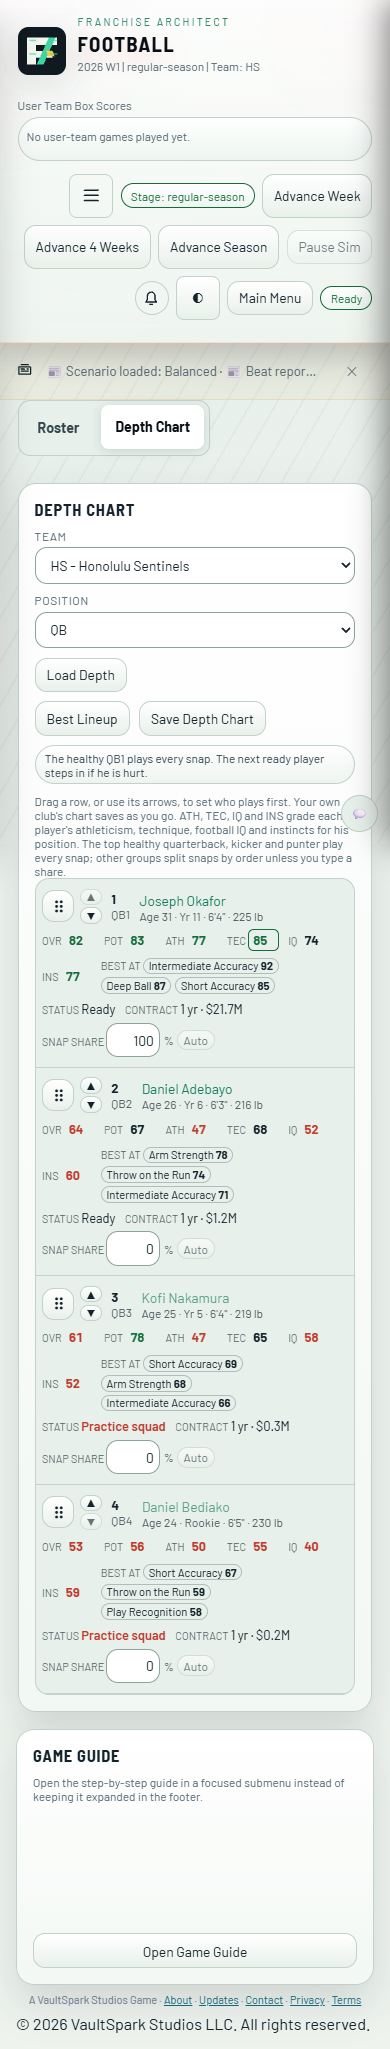 FRANCHISE ARCHITECT
FOOTBALL
2026 W1 | regular-season | Team: HS
User Team Box Scores
No user-team games played yet.
Stage: regular-season
Advance Week
Advance 4 Weeks
Advance Season
Pause Sim
Main Menu
Ready
Scenario loaded: Balanced · Beat repor...
Roster
Depth Chart
DEPTH CHART
TEAM
HS - Honolulu Sentinels
POSITION
QB
Load Depth
Best Lineup
Save Depth Chart
The healthy QB1 plays every snap. The next ready player
steps in if he is hurt.
Drag a row, or use its arrows, to set who plays first. Your own
club's chart saves as you go. ATH, TEC, IQ and INS grade each
player's athleticism, technique, football IQ and instincts for his
position. The top healthy quarterback, kicker and punter play
every snap; other groups split snaps by order unless you type a
share.
1 Joseph Okafor
QB1 Age 31 · Yr 11 · 6'4" · 225 lb
OVR 82 POT 83 ATH 77 TEC 85 IQ 74
INS 77 BEST AT Intermediate Accuracy 92
Deep Ball 87 Short Accuracy 85
STATUS Ready CONTRACT 1 yr · $21.7M
SNAP SHARE 100 % Auto
2 Daniel Adebayo
QB2 Age 26 · Yr 6 · 6'3" · 216 lb
OVR 64 POT 67 ATH 47 TEC 68 IQ 52
INS 60 BEST AT Arm Strength 78
Throw on the Run 74
Intermediate Accuracy 71
STATUS Ready CONTRACT 1 yr · $1.2M
SNAP SHARE 0 % Auto
3 Kofi Nakamura
QB3 Age 25 · Yr 5 · 6'4" · 219 lb
OVR 61 POT 78 ATH 47 TEC 65 IQ 58
INS 52 BEST AT Short Accuracy 69
Arm Strength 68
Intermediate Accuracy 66
STATUS Practice squad CONTRACT 1 yr · $0.3M
SNAP SHARE 0 % Auto
4 Daniel Bediako
QB4 Age 24 · Rookie · 6'5" · 230 lb
OVR 53 POT 56 ATH 50 TEC 55 IQ 40
INS 59 BEST AT Short Accuracy 67
Throw on the Run 59
Play Recognition 58
STATUS Practice squad CONTRACT 1 yr · $0.2M
SNAP SHARE 0 % Auto
GAME GUIDE
Open the step-by-step guide in a focused submenu instead of
keeping it expanded in the footer.
Open Game Guide
A VaultSpark Studios Game · About · Updates · Contact · Privacy · Terms
© 2026 VaultSpark Studios LLC. All rights reserved.